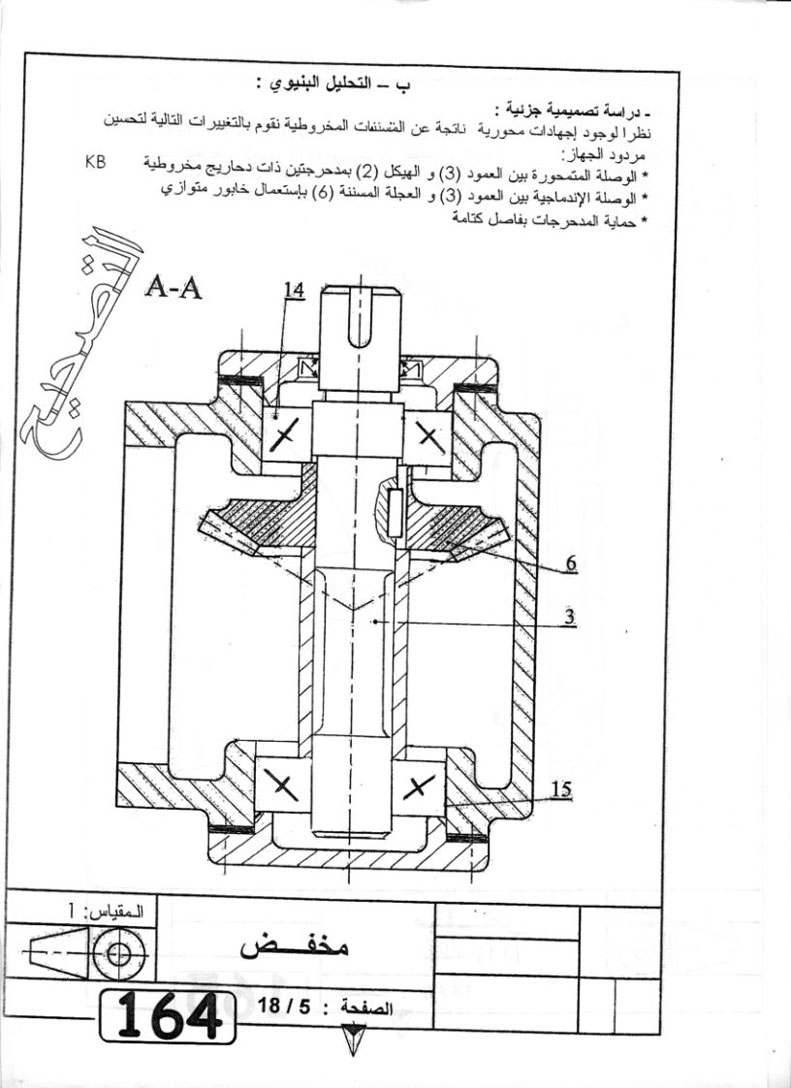 ب – التحليل البنيوي :
- دراسة تصميمية جزئية :
نظرا لوجود إجهادات محورية ناتجة عن المسننات المخروطية نقوم بالتغييرات التالية لتحسين
مردود الجهاز:
* الوصلة المتمحورة بين العمود (3) و الهيكل (2) بمدحرجتين ذات دحاريج مخروطية KB
* الوصلة الإندماجية بين العمود (3) و العجلة المسننة (6) بإستعمال خابور متوازي
* حماية المدحرجات بفاصل كتامة
التصحيح
A-A
14
6
3
15
المقياس: 1
مخفض
الصفحة : 5 / 18
164